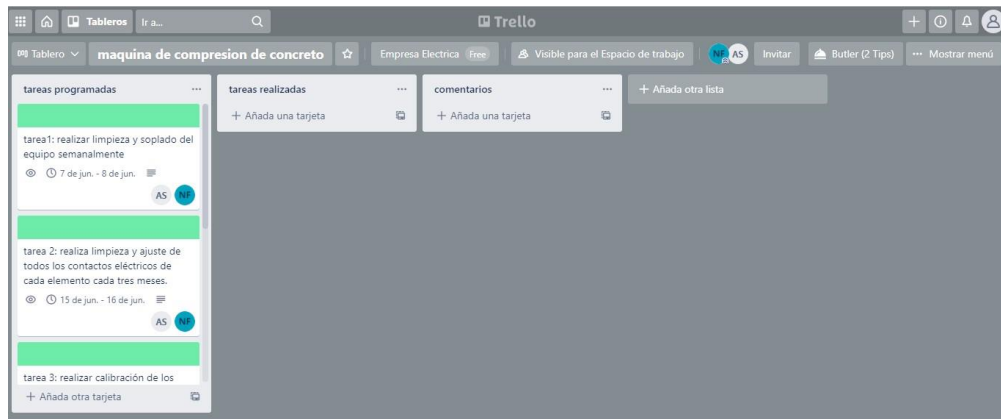 Tableros
Ir a...
Trello
Tablero
maquina de compresion de concreto
Empresa Electrica Free
Visible para el Espacio de trabajo
NF AS
Invitar
Butler (2 Tips)
... Mostrar menú
tareas programadas ...
tarea1: realizar limpieza y soplado del
equipo semanalmente
7 de jun. - 8 de jun.
AS NF
tarea 2: realiza limpieza y ajuste de
todos los contactos eléctricos de
cada elemento cada tres meses.
15 de jun. - 16 de jun.
AS NF
tarea 3: realizar calibración de los
+ Añada otra tarjeta
tareas realizadas ...
+ Añada una tarjeta
comentarios ...
+ Añada una tarjeta
+ Añada otra lista